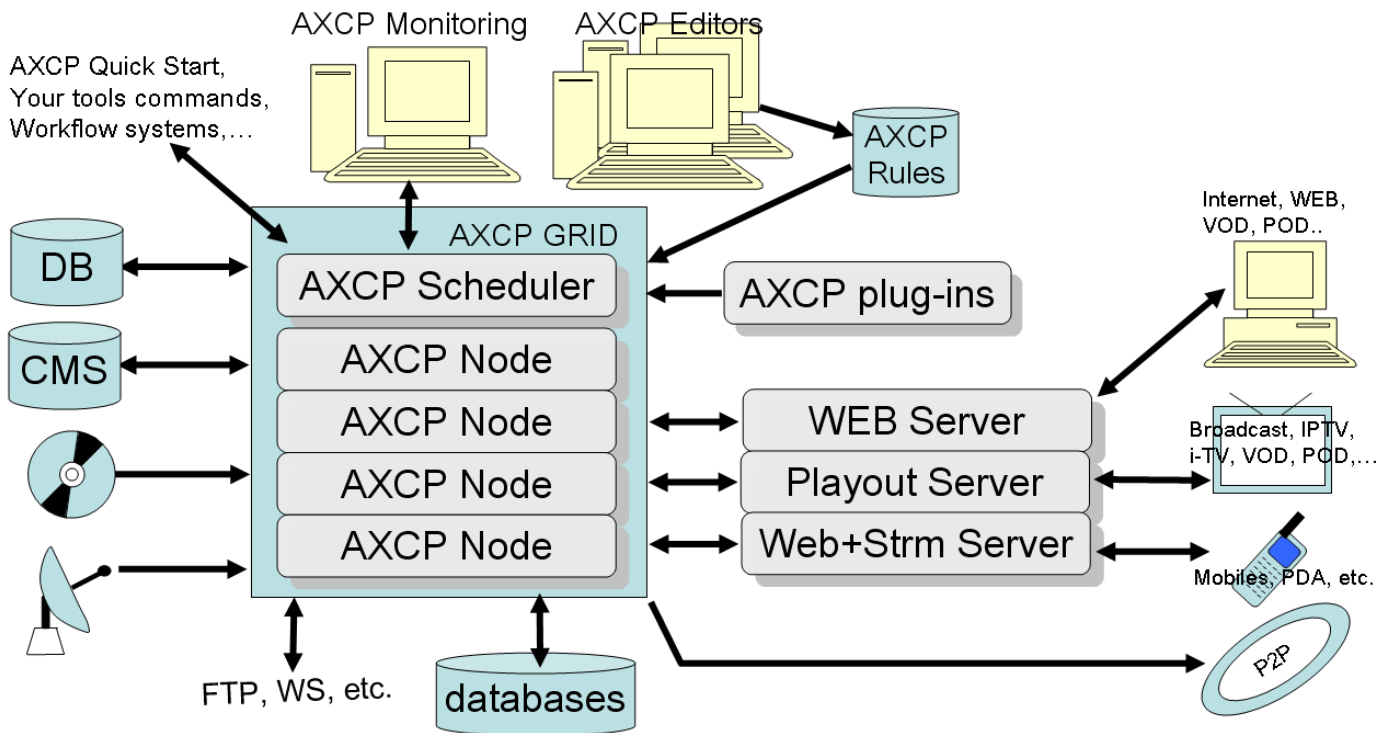 AXCP Monitoring
AXCP Editors
AXCP Quick Start,
Your tools commands,
Workflow systems,…
AXCP
Rules
Internet, WEB,
VOD, POD..
AXCP GRID
DB
AXCP Scheduler
AXCP plug-ins
CMS
AXCP Node
AXCP Node
WEB Server
Broadcast, IPTV,
i-TV, VOD, POD,…
AXCP Node
Playout Server
AXCP Node
Web+Strm Server
Mobiles, PDA, etc.
P2P
FTP, WS, etc.
databases